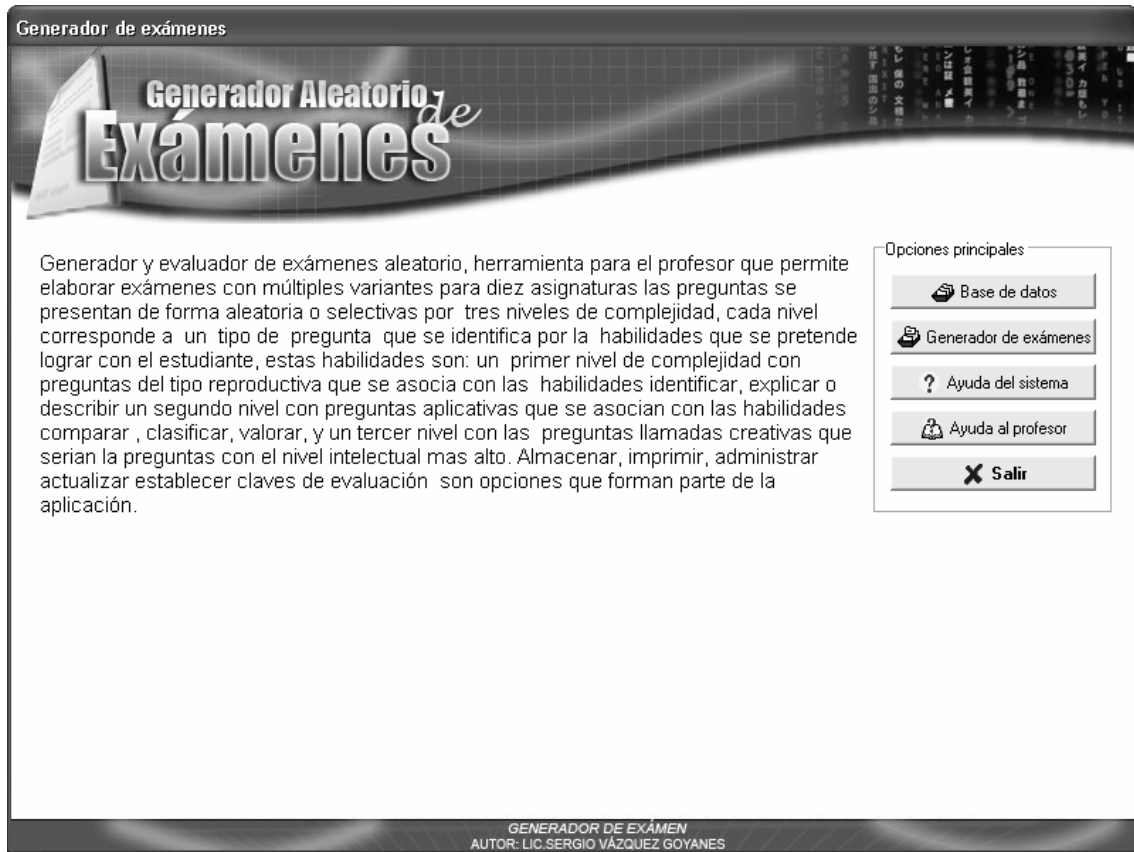 Generador de exámenes
Generador Aleatorio de
Exámenes
Generador y evaluador de exámenes aleatorio, herramienta para el profesor que permite
elaborar exámenes con múltiples variantes para diez asignaturas las preguntas se
presentan de forma aleatoria o selectivas por tres niveles de complejidad, cada nivel
corresponde a un tipo de pregunta que se identifica por la habilidades que se pretende
lograr con el estudiante, estas habilidades son: un primer nivel de complejidad con
preguntas del tipo reproductiva que se asocia con las habilidades identificar, explicar o
describir un segundo nivel con preguntas aplicativas que se asocian con las habilidades
comparar , clasificar, valorar, y un tercer nivel con las preguntas llamadas creativas que
serian la preguntas con el nivel intelectual mas alto. Almacenar, imprimir, administrar
actualizar establecer claves de evaluación son opciones que forman parte de la
aplicación.
Opciones principales
Base de datos
Generador de exámenes
Ayuda del sistema
Ayuda al profesor
Salir
GENERADOR DE EXÁMEN
AUTOR: LIC.SERGIO VÁZQUEZ GOYANES